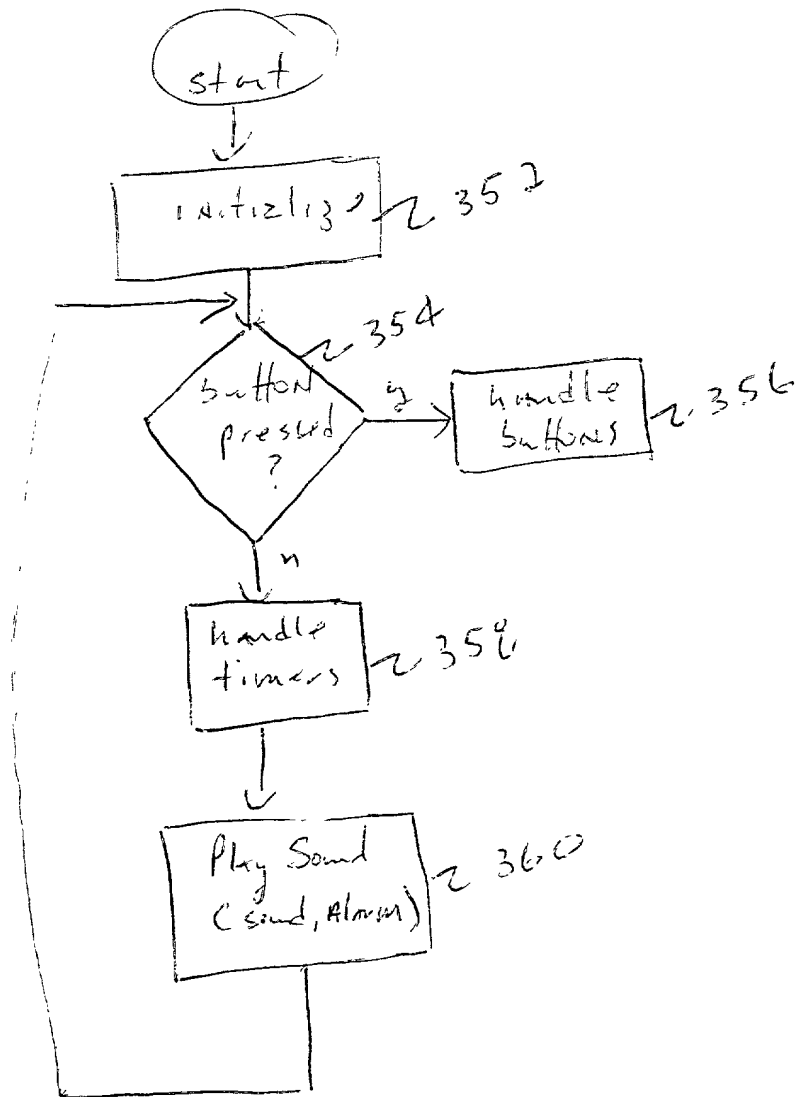 start
initialize
352
354
button
pressed
?
y
handle
buttons
356
n
handle
timers
358
Play Sound
(sound, Alarm)
360